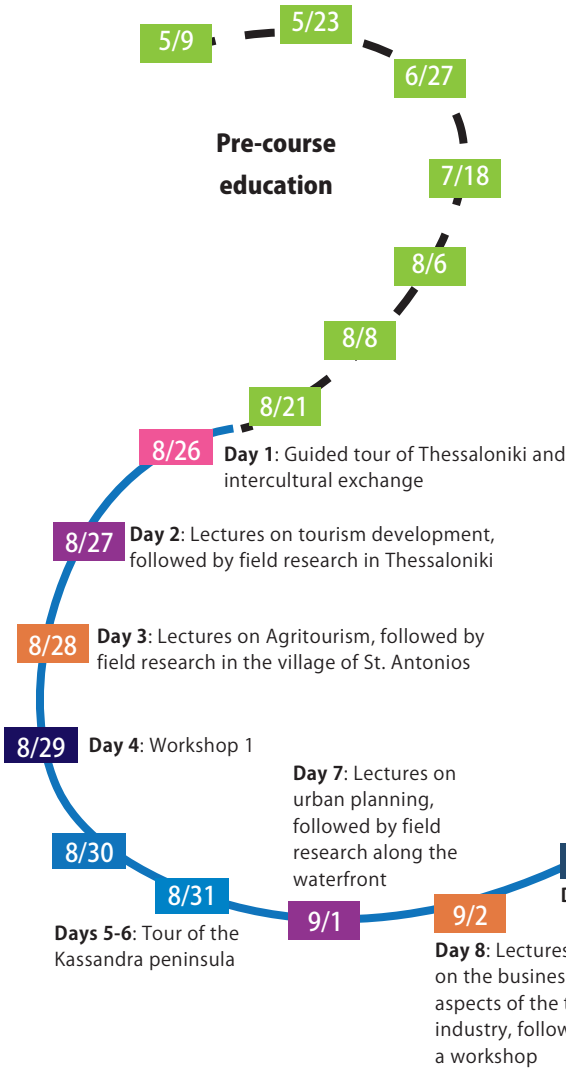 5/9
5/23
6/27
Pre-course
education
7/18
8/6
8/8
8/21
8/26
Day 1: Guided tour of Thessaloniki and
intercultural exchange
8/27
Day 2: Lectures on tourism development,
followed by field research in Thessaloniki
8/28
Day 3: Lectures on Agritourism, followed by
field research in the village of St. Antonios
8/29
Day 4: Workshop 1
8/30
8/31
Days 5-6: Tour of the
Kassandra peninsula
Day 7: Lectures on
urban planning,
followed by field
research along the
waterfront
9/1
9/2
Day 8: Lectures
on the
aspects of the
industry,
a workshop